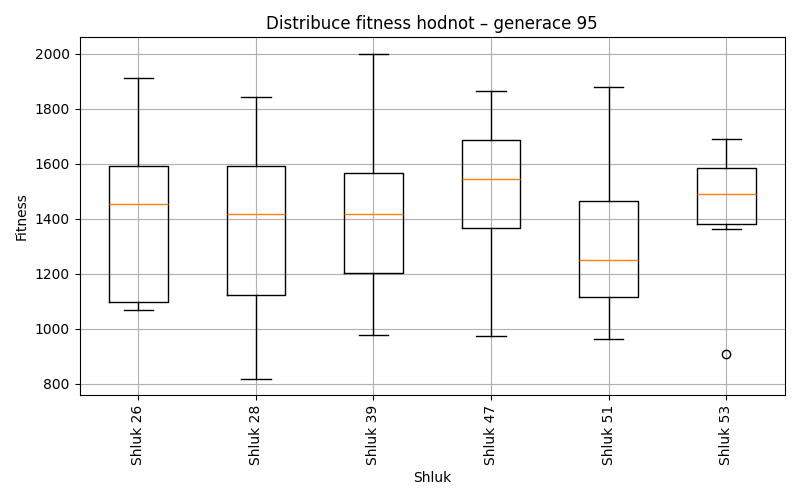 Distribuce fitness hodnot – generace 95
Fitness
2000
1800
1600
1400
1200
1000
800
Shluk 26
Shluk 28
Shluk 39
Shluk 47
Shluk 51
Shluk 53
Shluk